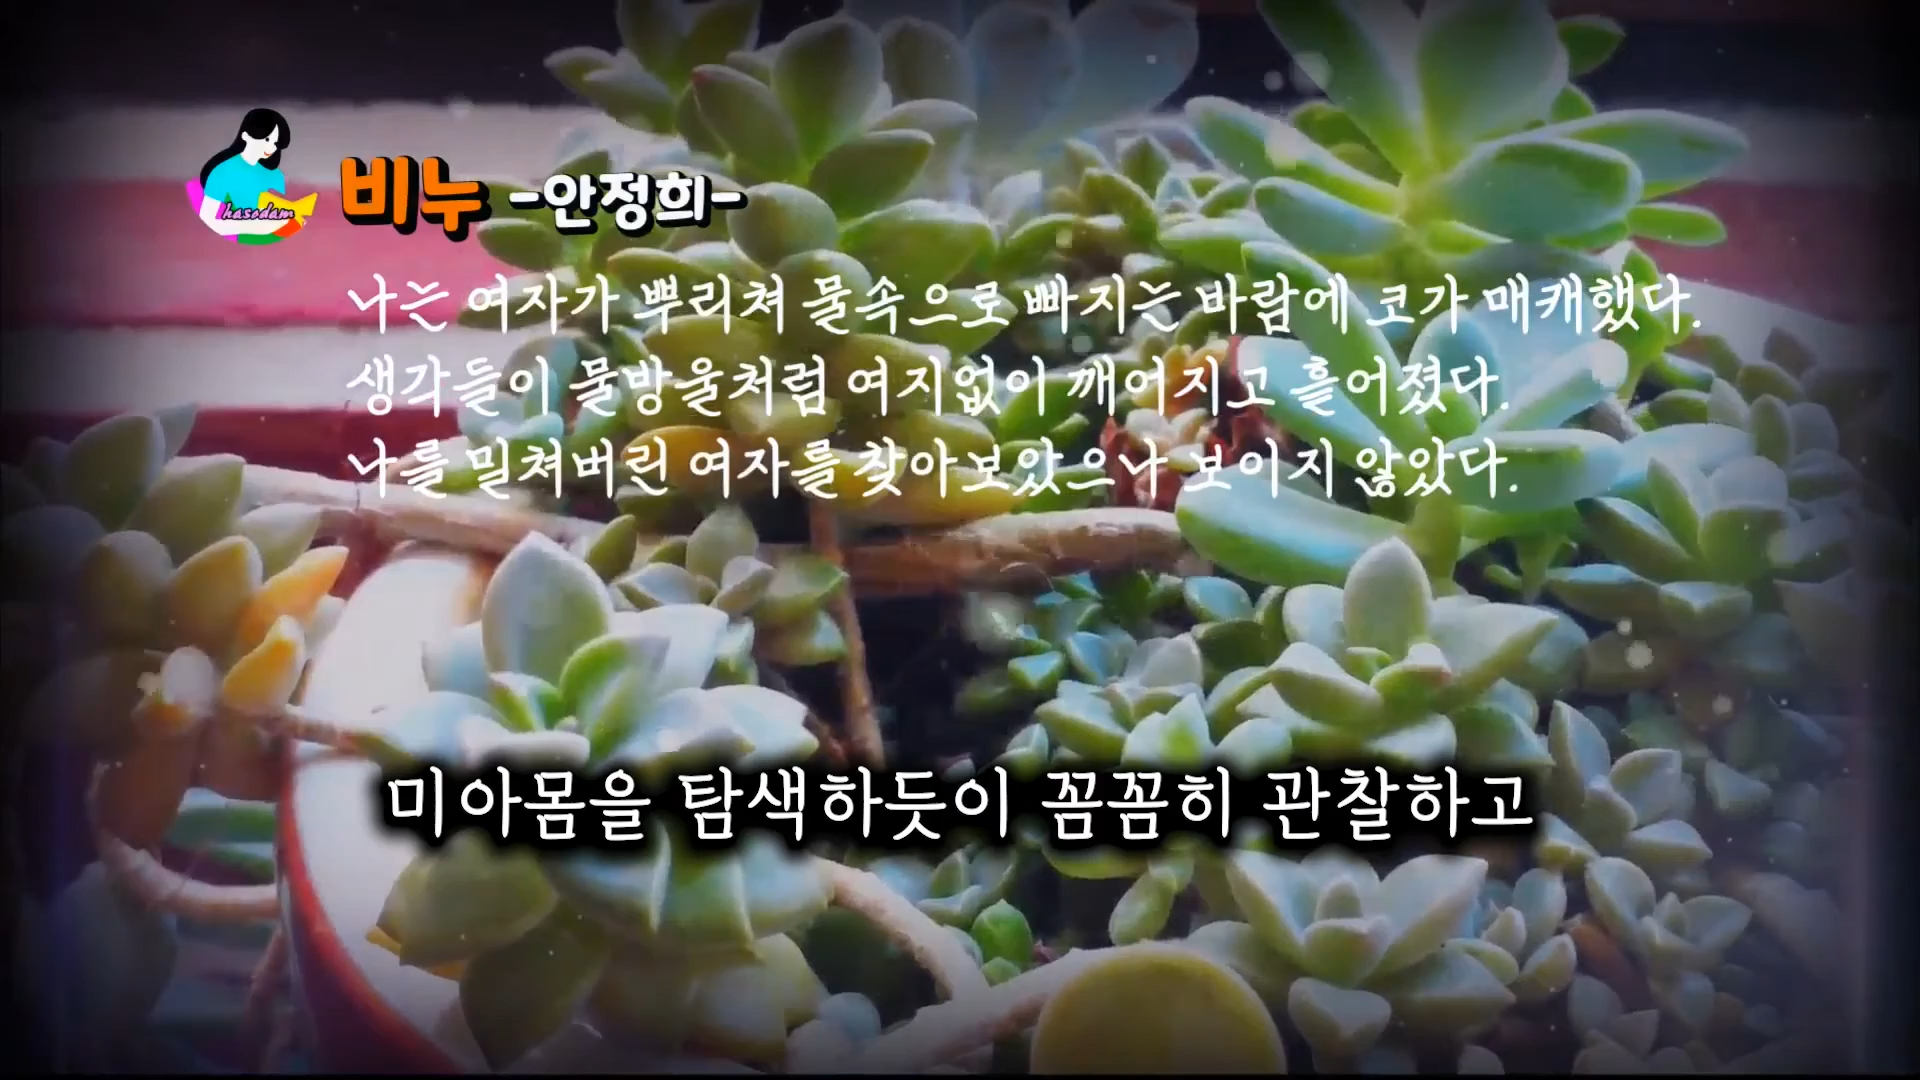 hasodam
비누 -안정희-
나는 여자가 뿌리쳐 물속으로 빠지는 바람에 코가 매캐했다.
생각들이 물방울처럼 여지없이 깨어지고 흩어졌다.
나를 밀쳐버린 여자를 찾아보았으나 보이지 않았다.
미아몸을 탐색하듯이 꼼꼼히 관찰하고